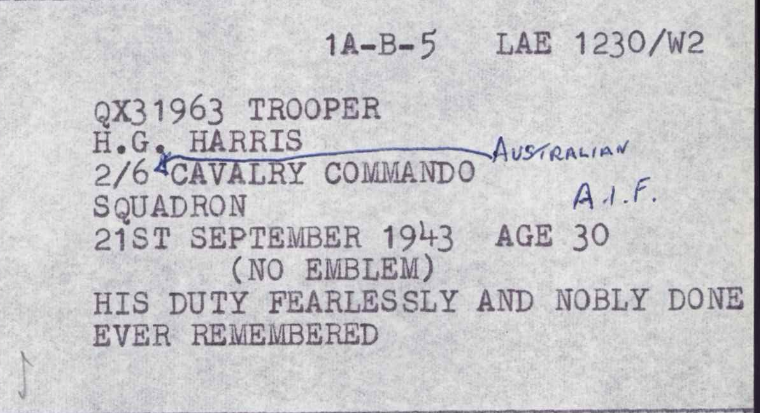 1A-B-5 LAE 1230/W2
QX31963 TROOPER
H.G. HARRIS
AUSTRALIAN
2/6 CAVALRY COMMANDO
A.I.F.
SQUADRON
21ST SEPTEMBER 1943 AGE 30
(NO EMBLEM)
HIS DUTY FEARLESSLY AND NOBLY DONE
EVER REMEMBERED